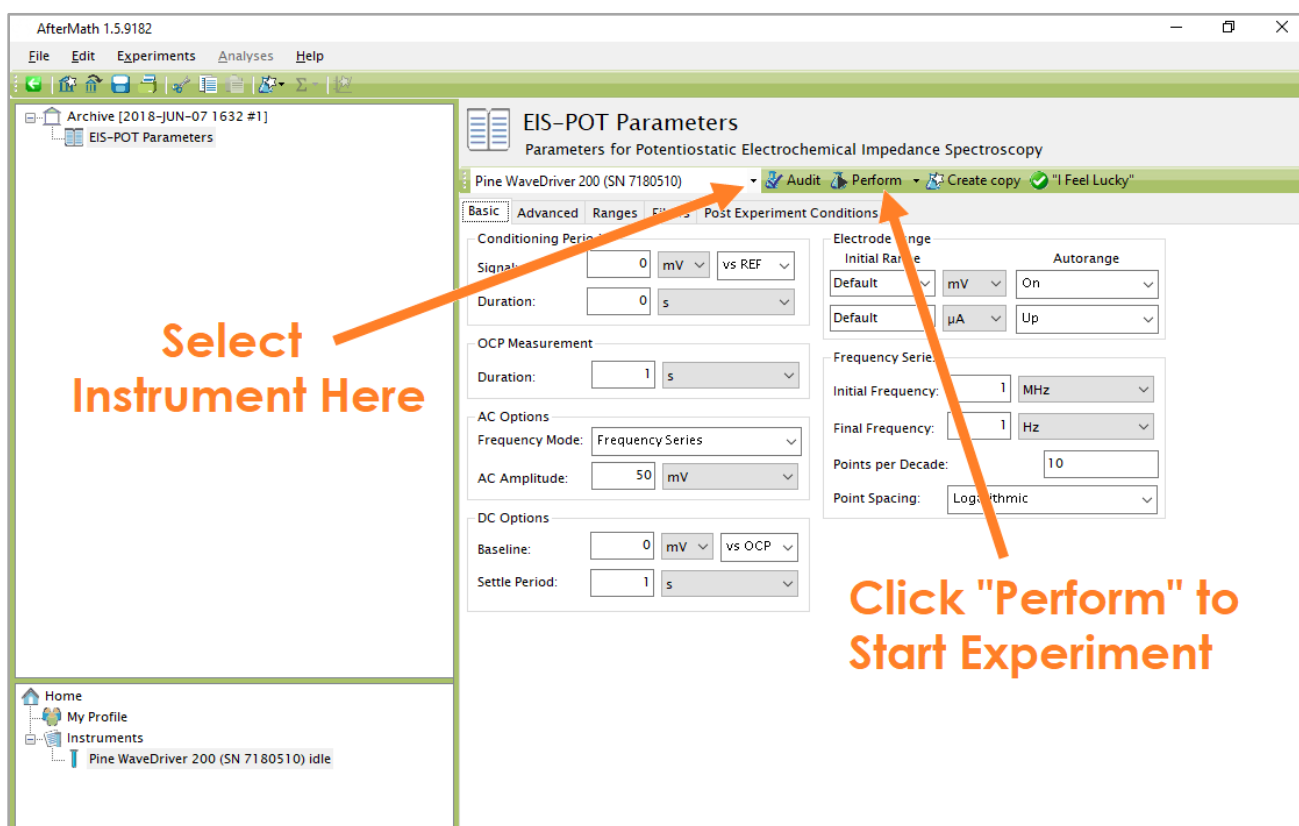 AfterMath 1.5.9182
File Edit Experiments Analyses Help
Archive [2018-JUN-07 1632 #1]
EIS-POT Parameters
EIS-POT Parameters
Parameters for Potentiostatic Electrochemical Impedance Spectroscopy
Pine WaveDriver 200 (SN 7180510) Audit Perform Create copy "I Feel Lucky"
Basic Advanced Ranges Post Experiment Conditions
Conditioning
Signal: 0 mV vs REF
Duration: 0 s
OCP Measurement
Duration: 1 s
AC Options
Frequency Mode: Frequency Series
AC Amplitude: 50 mV
DC Options
Baseline: 0 mV vs OCP
Settle Period: 1 s
Electrode Range
Initial Range Autorange
Default mV On
Default µA Up
Frequency Series
Initial Frequency: 1 MHz
Final Frequency: 1 Hz
Points per Decade: 10
Point Spacing: Logarithmic
Select
Instrument Here
Click "Perform" to
Start Experiment
Home
My Profile
Instruments
Pine WaveDriver 200 (SN 7180510) idle